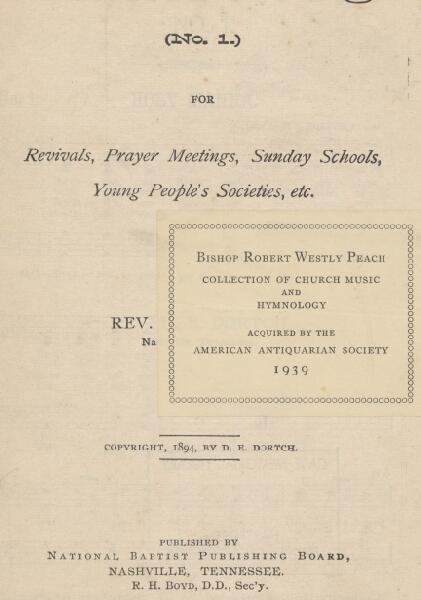 (No. 1.)
FOR
Revivals, Prayer Meetings, Sunday Schools,
Young People's Societies, etc.
BISHOP ROBERT WESTLY PEACH
COLLECTION OF CHURCH MUSIC
AND
HYMNOLOGY
ACQUIRED BY THE
AMERICAN ANTIQUARIAN SOCIETY
1939
REV.
Na
COPYRIGHT, 1894, BY D. E. DORTCH.
PUBLISHED BY
NATIONAL BAPTIST PUBLISHING BOARD,
NASHVILLE, TENNESSEE.
R. H. BOYD, D.D., Sec'y.